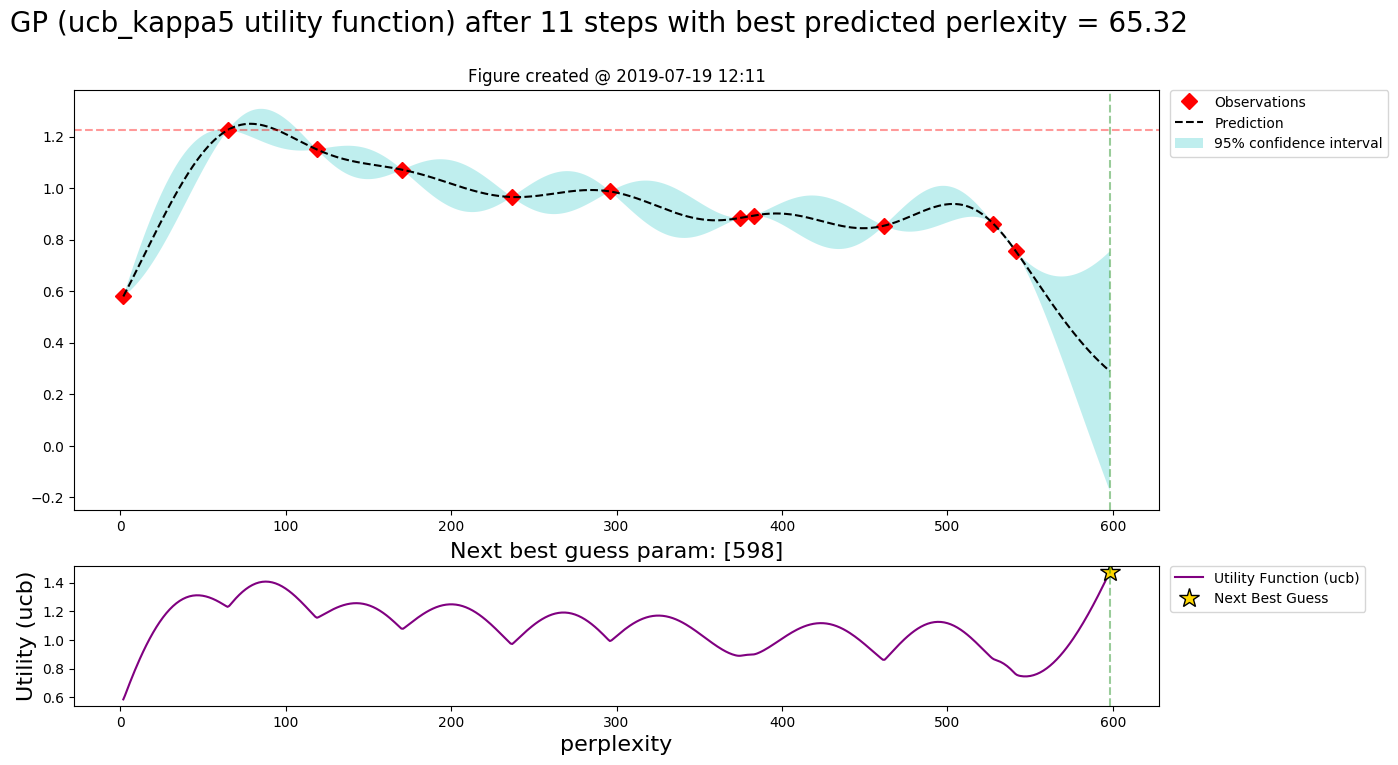 GP (ucb_kappa5 utility function) after 11 steps with best predicted perlexity = 65.32
Figure created @ 2019-07-19 12:11
Observations
Prediction
95% confidence interval
1.2
1.0
0.8
0.6
0.4
0.2
0.0
−0.2
0 100 200 300 400 500 600
Next best guess param: [598]
Utility Function (ucb)
Next Best Guess
Utility (ucb)
1.4
1.2
1.0
0.8
0.6
0 100 200 300 400 500 600
perplexity